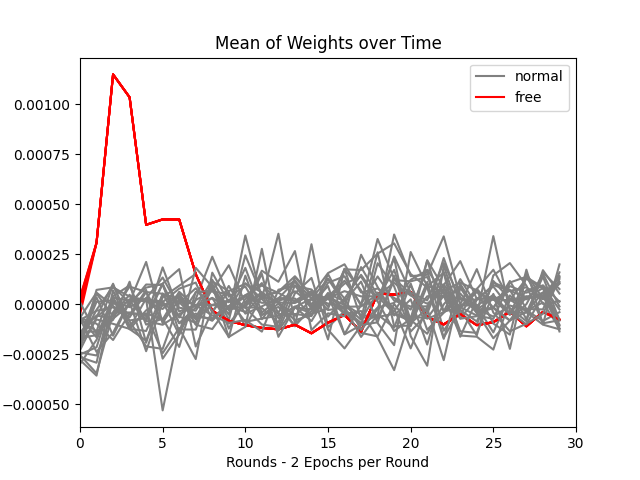 Mean of Weights over Time
normal
free
0.00100
0.00075
0.00050
0.00025
0.00000
−0.00025
−0.00050
0 5 10 15 20 25 30
Rounds - 2 Epochs per Round